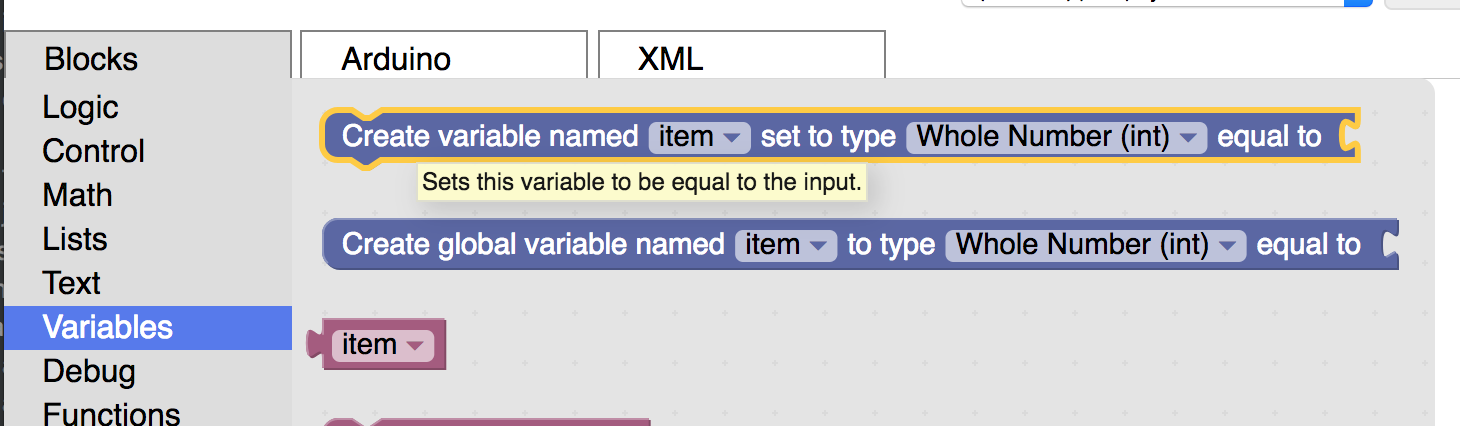 Blocks
Arduino
XML
Logic
Control
Math
Lists
Text
Variables
Debug
Functions
Create variable named item set to type Whole Number (int) equal to
Sets this variable to be equal to the input.
Create global variable named item to type Whole Number (int) equal to
item